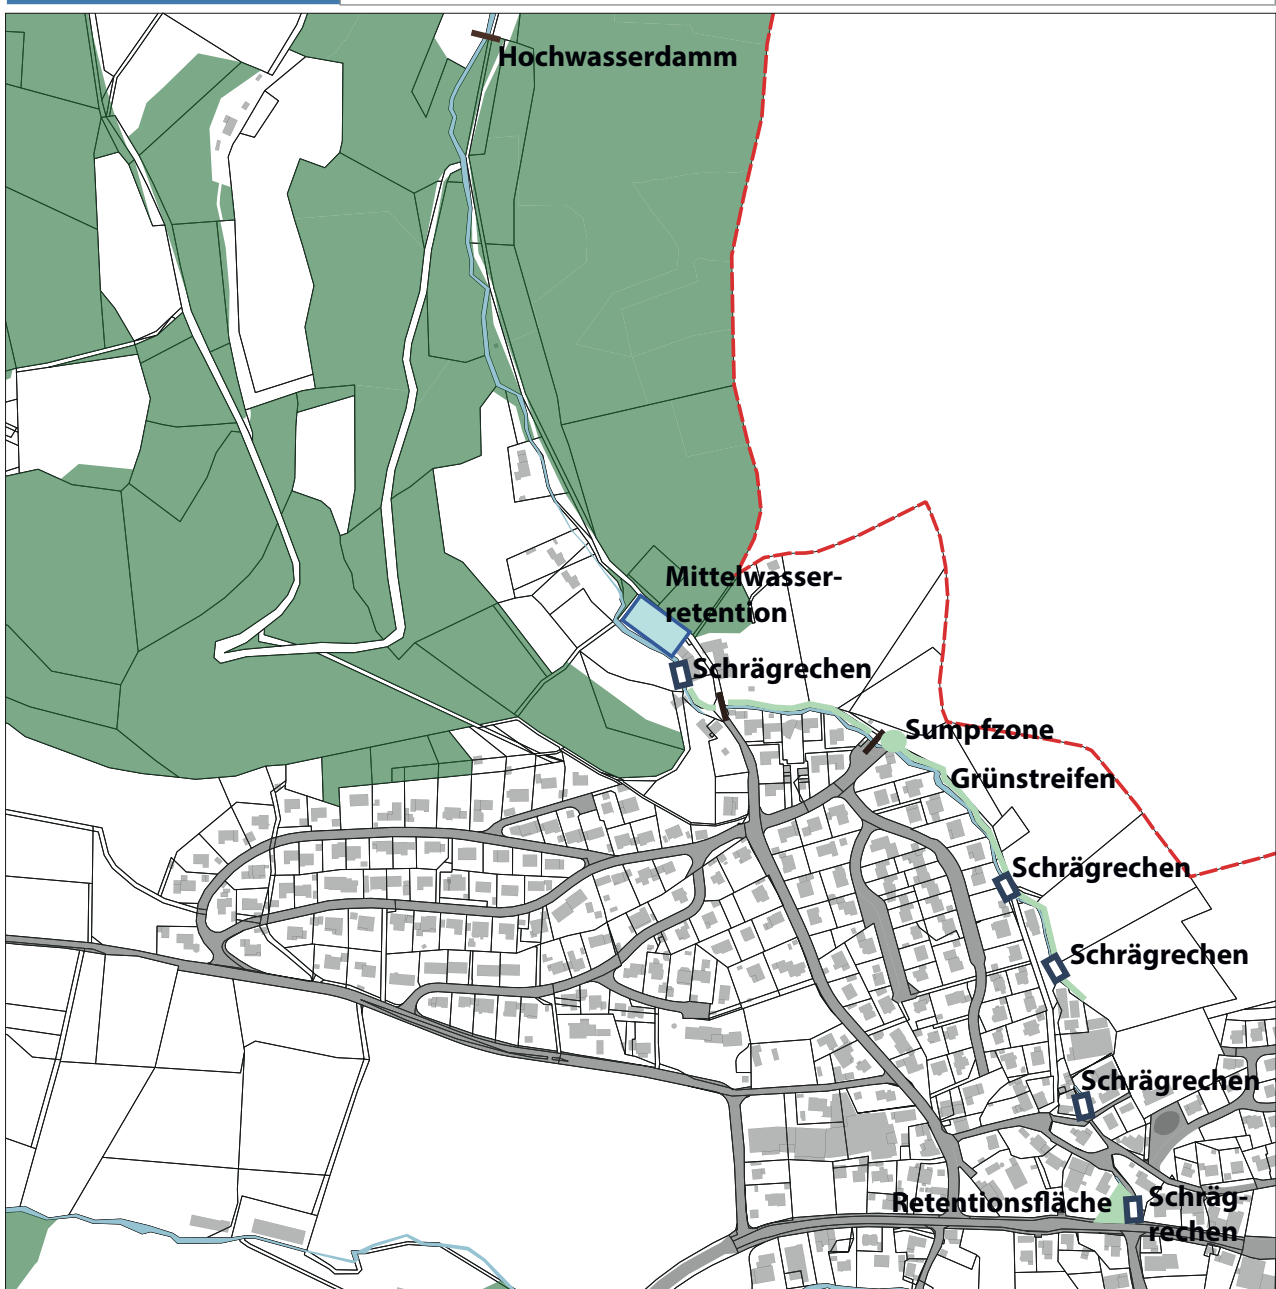 Hochwasserdamm
Mittelwasser-
retention
Schrägrechen
Sumpfzone
Grünstreifen
Schrägrechen
Schrägrechen
Schrägrechen
Retentionsfläche
Schräg-
rechen